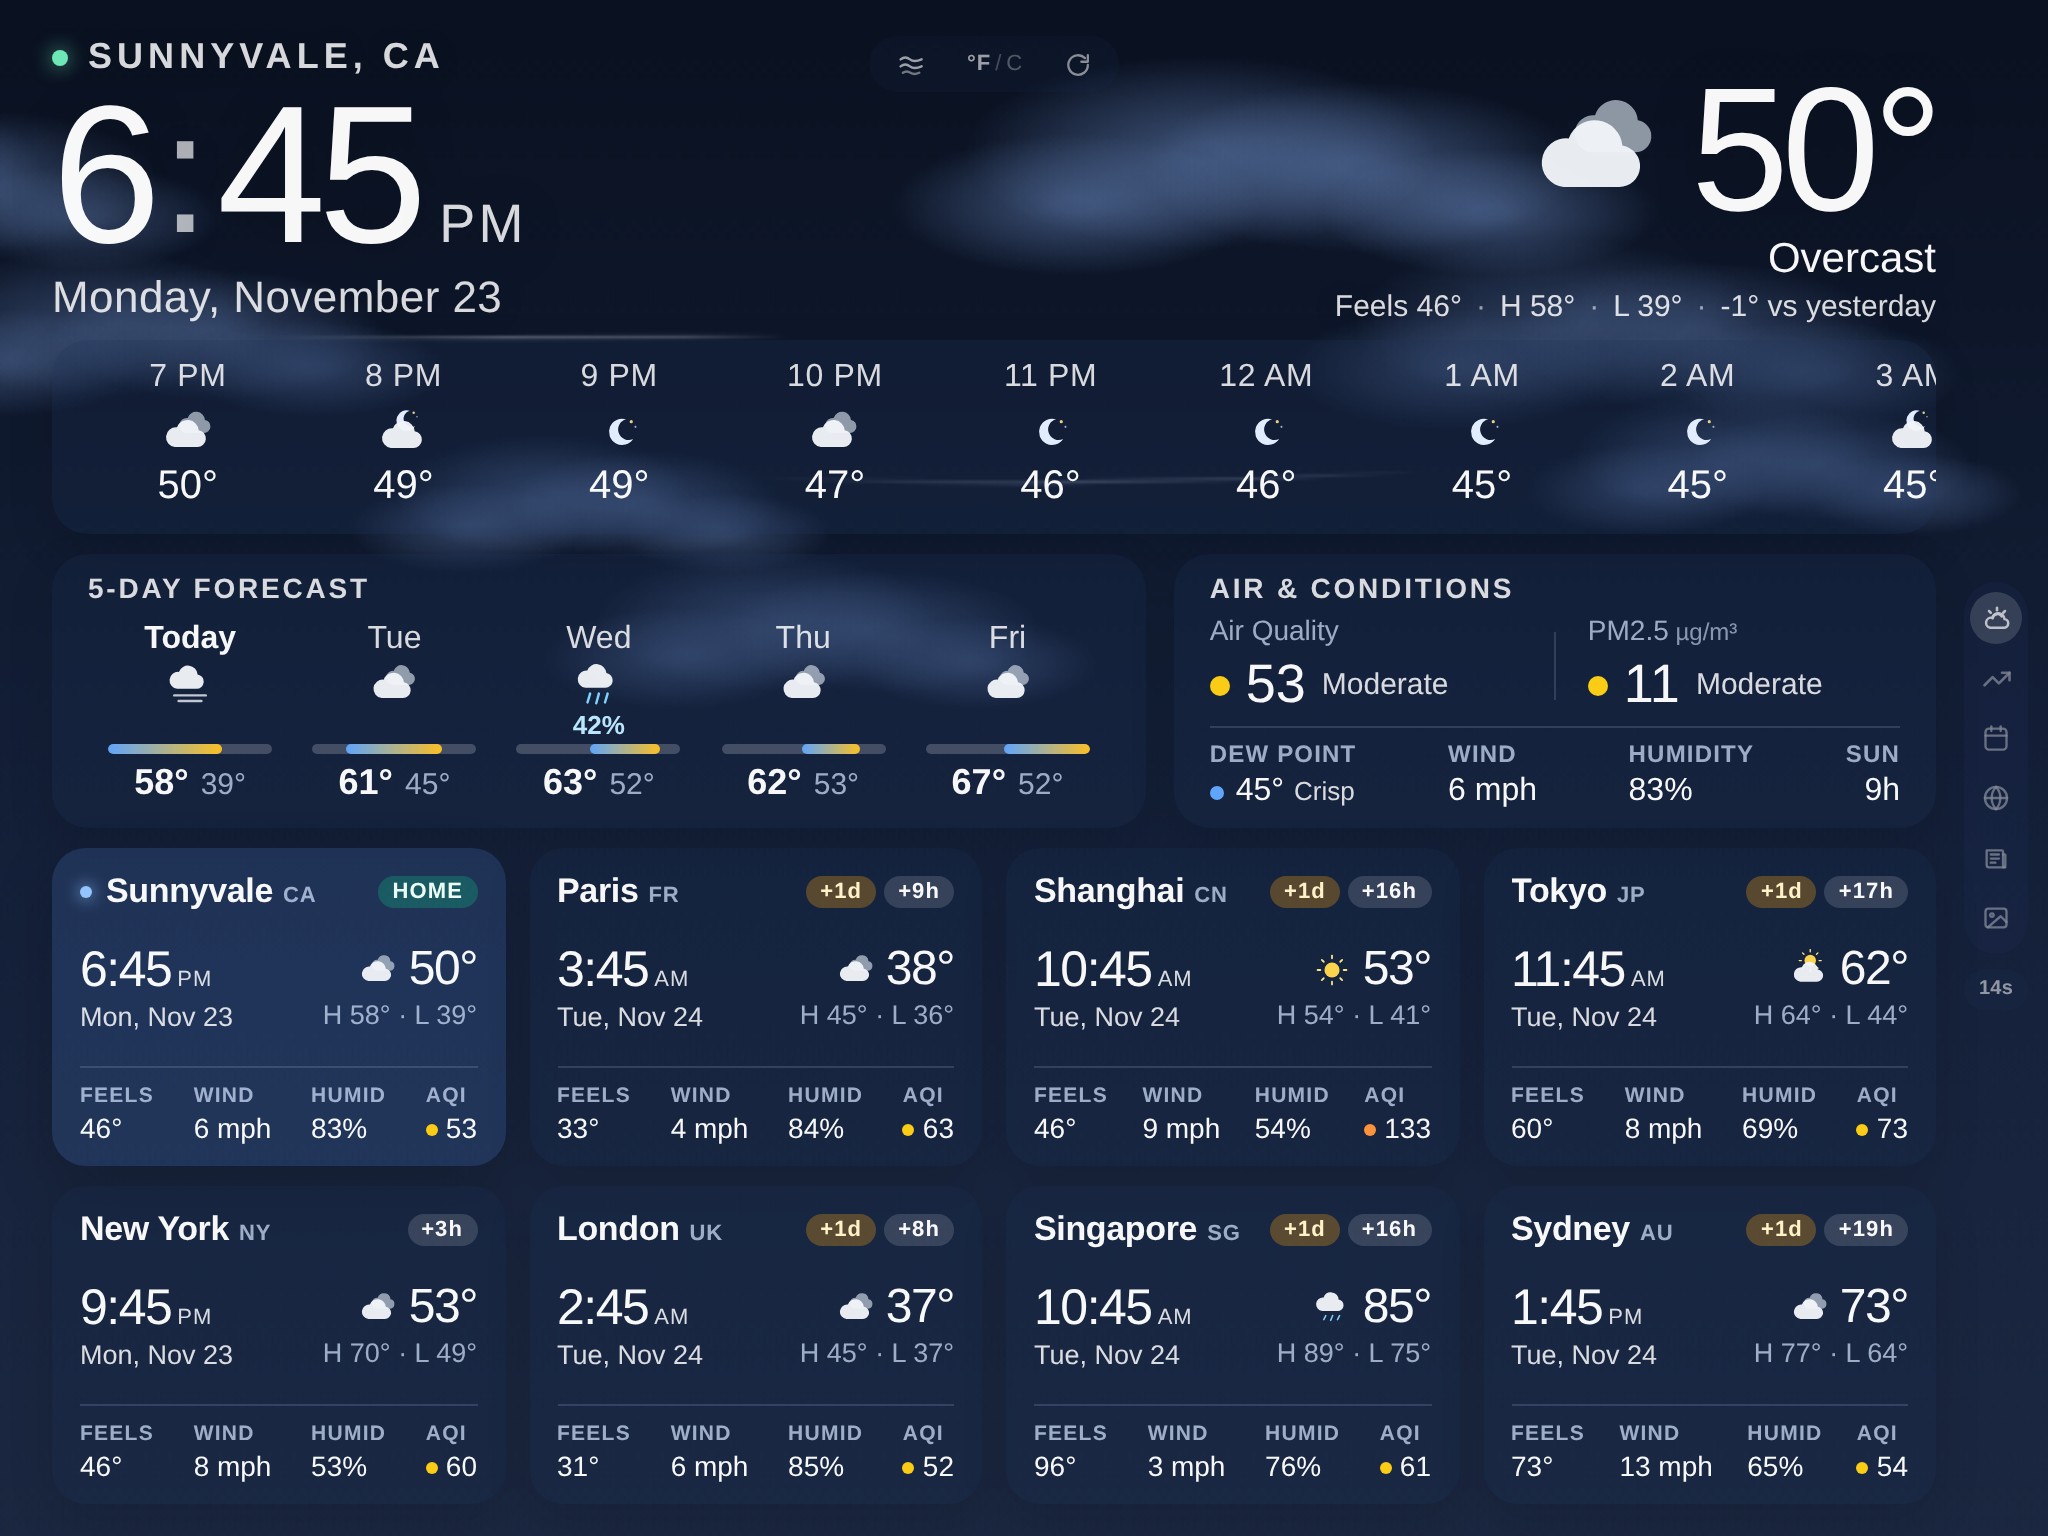 SUNNYVALE, CA
°F / C
6:45 PM
Monday, November 23
50°
Overcast
Feels 46° · H 58° · L 39° · -1° vs yesterday
7 PM 8 PM 9 PM 10 PM 11 PM 12 AM 1 AM 2 AM 3 AM
50° 49° 49° 47° 46° 46° 45° 45° 45°
5-DAY FORECAST
Today Tue Wed Thu Fri
42%
58° 39° 61° 45° 63° 52° 62° 53° 67° 52°
AIR & CONDITIONS
Air Quality PM2.5 µg/m³
53 Moderate 11 Moderate
DEW POINT WIND HUMIDITY SUN
45° Crisp 6 mph 83% 9h
Sunnyvale CA HOME
6:45 PM 50°
Mon, Nov 23 H 58° · L 39°
FEELS WIND HUMID AQI
46° 6 mph 83% 53
Paris FR +1d +9h
3:45 AM 38°
Tue, Nov 24 H 45° · L 36°
FEELS WIND HUMID AQI
33° 4 mph 84% 63
Shanghai CN +1d +16h
10:45 AM 53°
Tue, Nov 24 H 54° · L 41°
FEELS WIND HUMID AQI
46° 9 mph 54% 133
Tokyo JP +1d +17h
11:45 AM 62°
Tue, Nov 24 H 64° · L 44°
FEELS WIND HUMID AQI
60° 8 mph 69% 73
14s
New York NY +3h
9:45 PM 53°
Mon, Nov 23 H 70° · L 49°
FEELS WIND HUMID AQI
46° 8 mph 53% 60
London UK +1d +8h
2:45 AM 37°
Tue, Nov 24 H 45° · L 37°
FEELS WIND HUMID AQI
31° 6 mph 85% 52
Singapore SG +1d +16h
10:45 AM 85°
Tue, Nov 24 H 89° · L 75°
FEELS WIND HUMID AQI
96° 3 mph 76% 61
Sydney AU +1d +19h
1:45 PM 73°
Tue, Nov 24 H 77° · L 64°
FEELS WIND HUMID AQI
73° 13 mph 65% 54